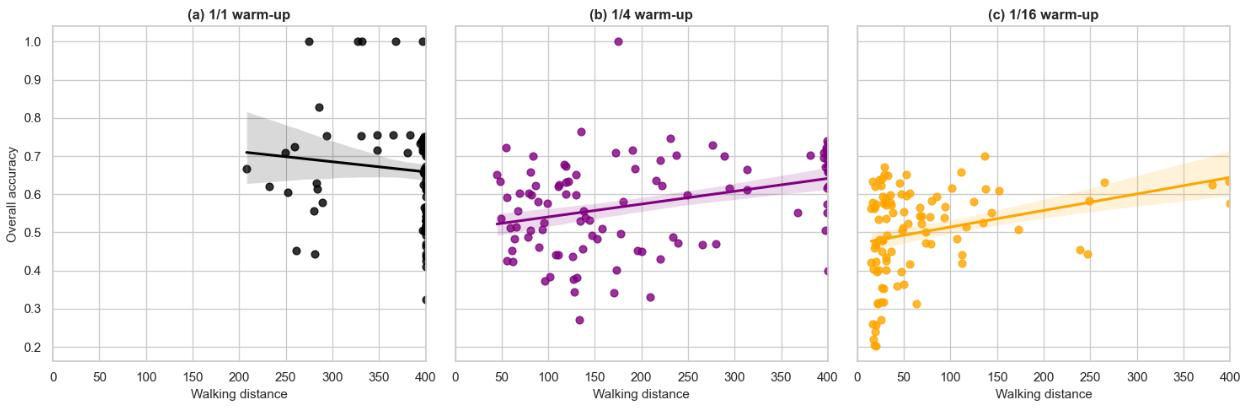 (a) 1/1 warm-up
(b) 1/4 warm-up
(c) 1/16 warm-up
Overall accuracy
1.0
0.9
0.8
0.7
0.6
0.5
0.4
0.3
0.2
0 50 100 150 200 250 300 350 400
0 50 100 150 200 250 300 350 400
0 50 100 150 200 250 300 350 400
Walking distance
Walking distance
Walking distance